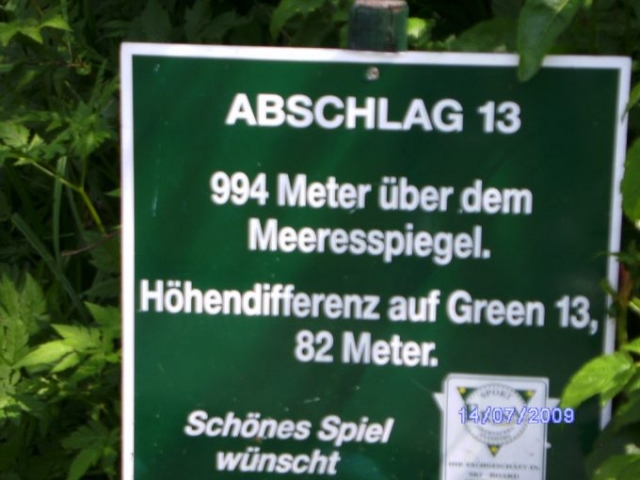 ABSCHLAG 13
994 Meter über dem
Meeresspiegel.
Höhendifferenz auf Green 13,
82 Meter.
Schönes Spiel
wünscht
SPORT
14/07/2009